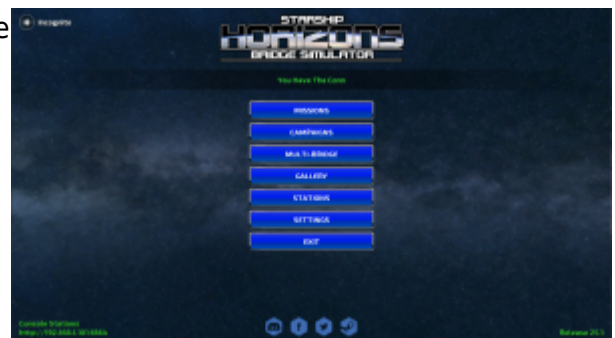 e
Incognito
STARSHIP
HORIZONS
BRIDGE SIMULATOR
You Have The Conn
MISSIONS
CAMPAIGNS
MULTI-BRIDGE
GALLERY
STATIONS
SETTINGS
EXIT
Console Stations